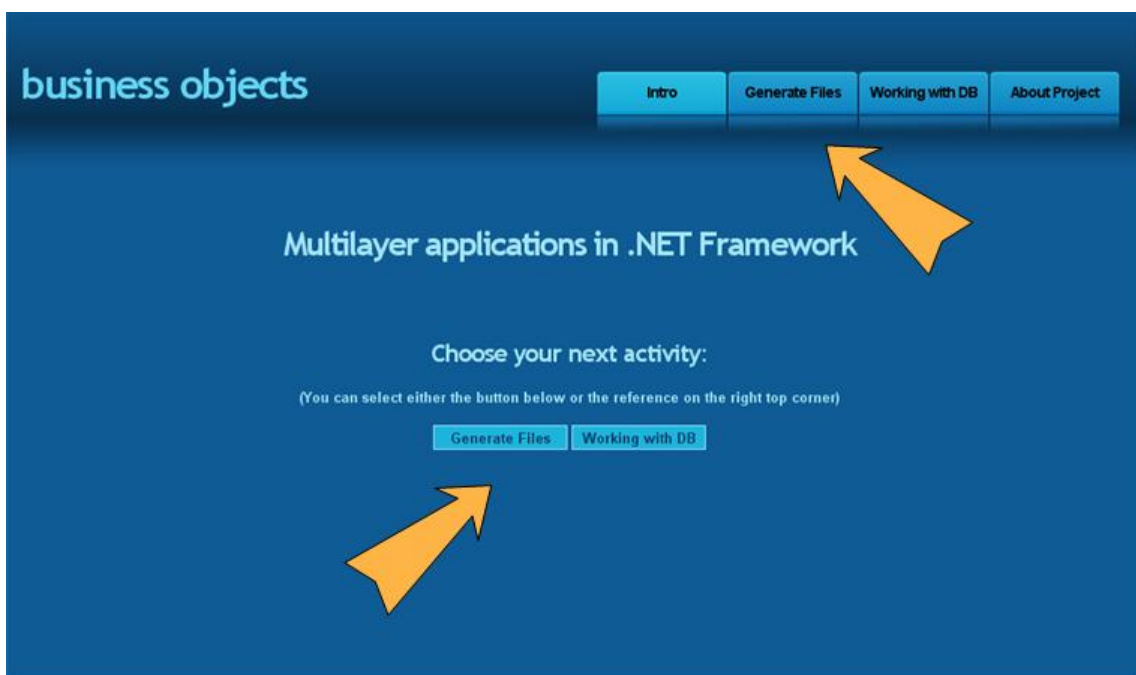 business objects
Intro
Generate Files
Working with DB
About Project
Multilayer applications in .NET Framework
Choose your next activity:
(You can select either the button below or the reference on the right top corner)
Generate Files
Working with DB